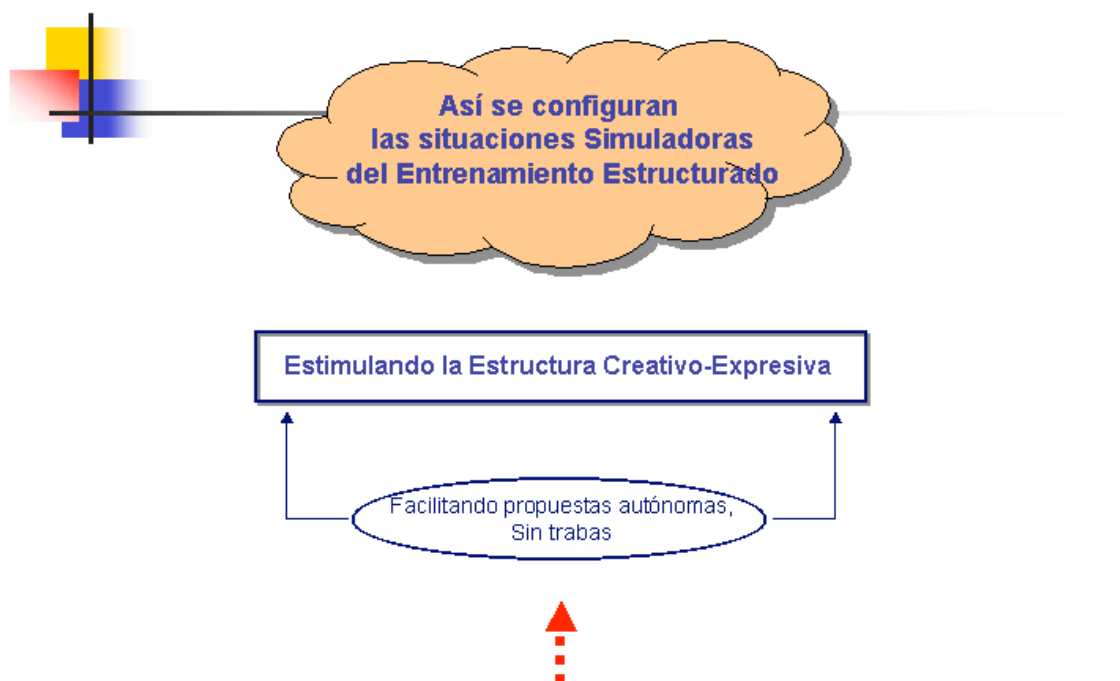 Así se configuran
las situaciones Simuladoras
del Entrenamiento Estructurado
Estimulando la Estructura Creativo-Expresiva
Facilitando propuestas autónomas,
Sin trabas